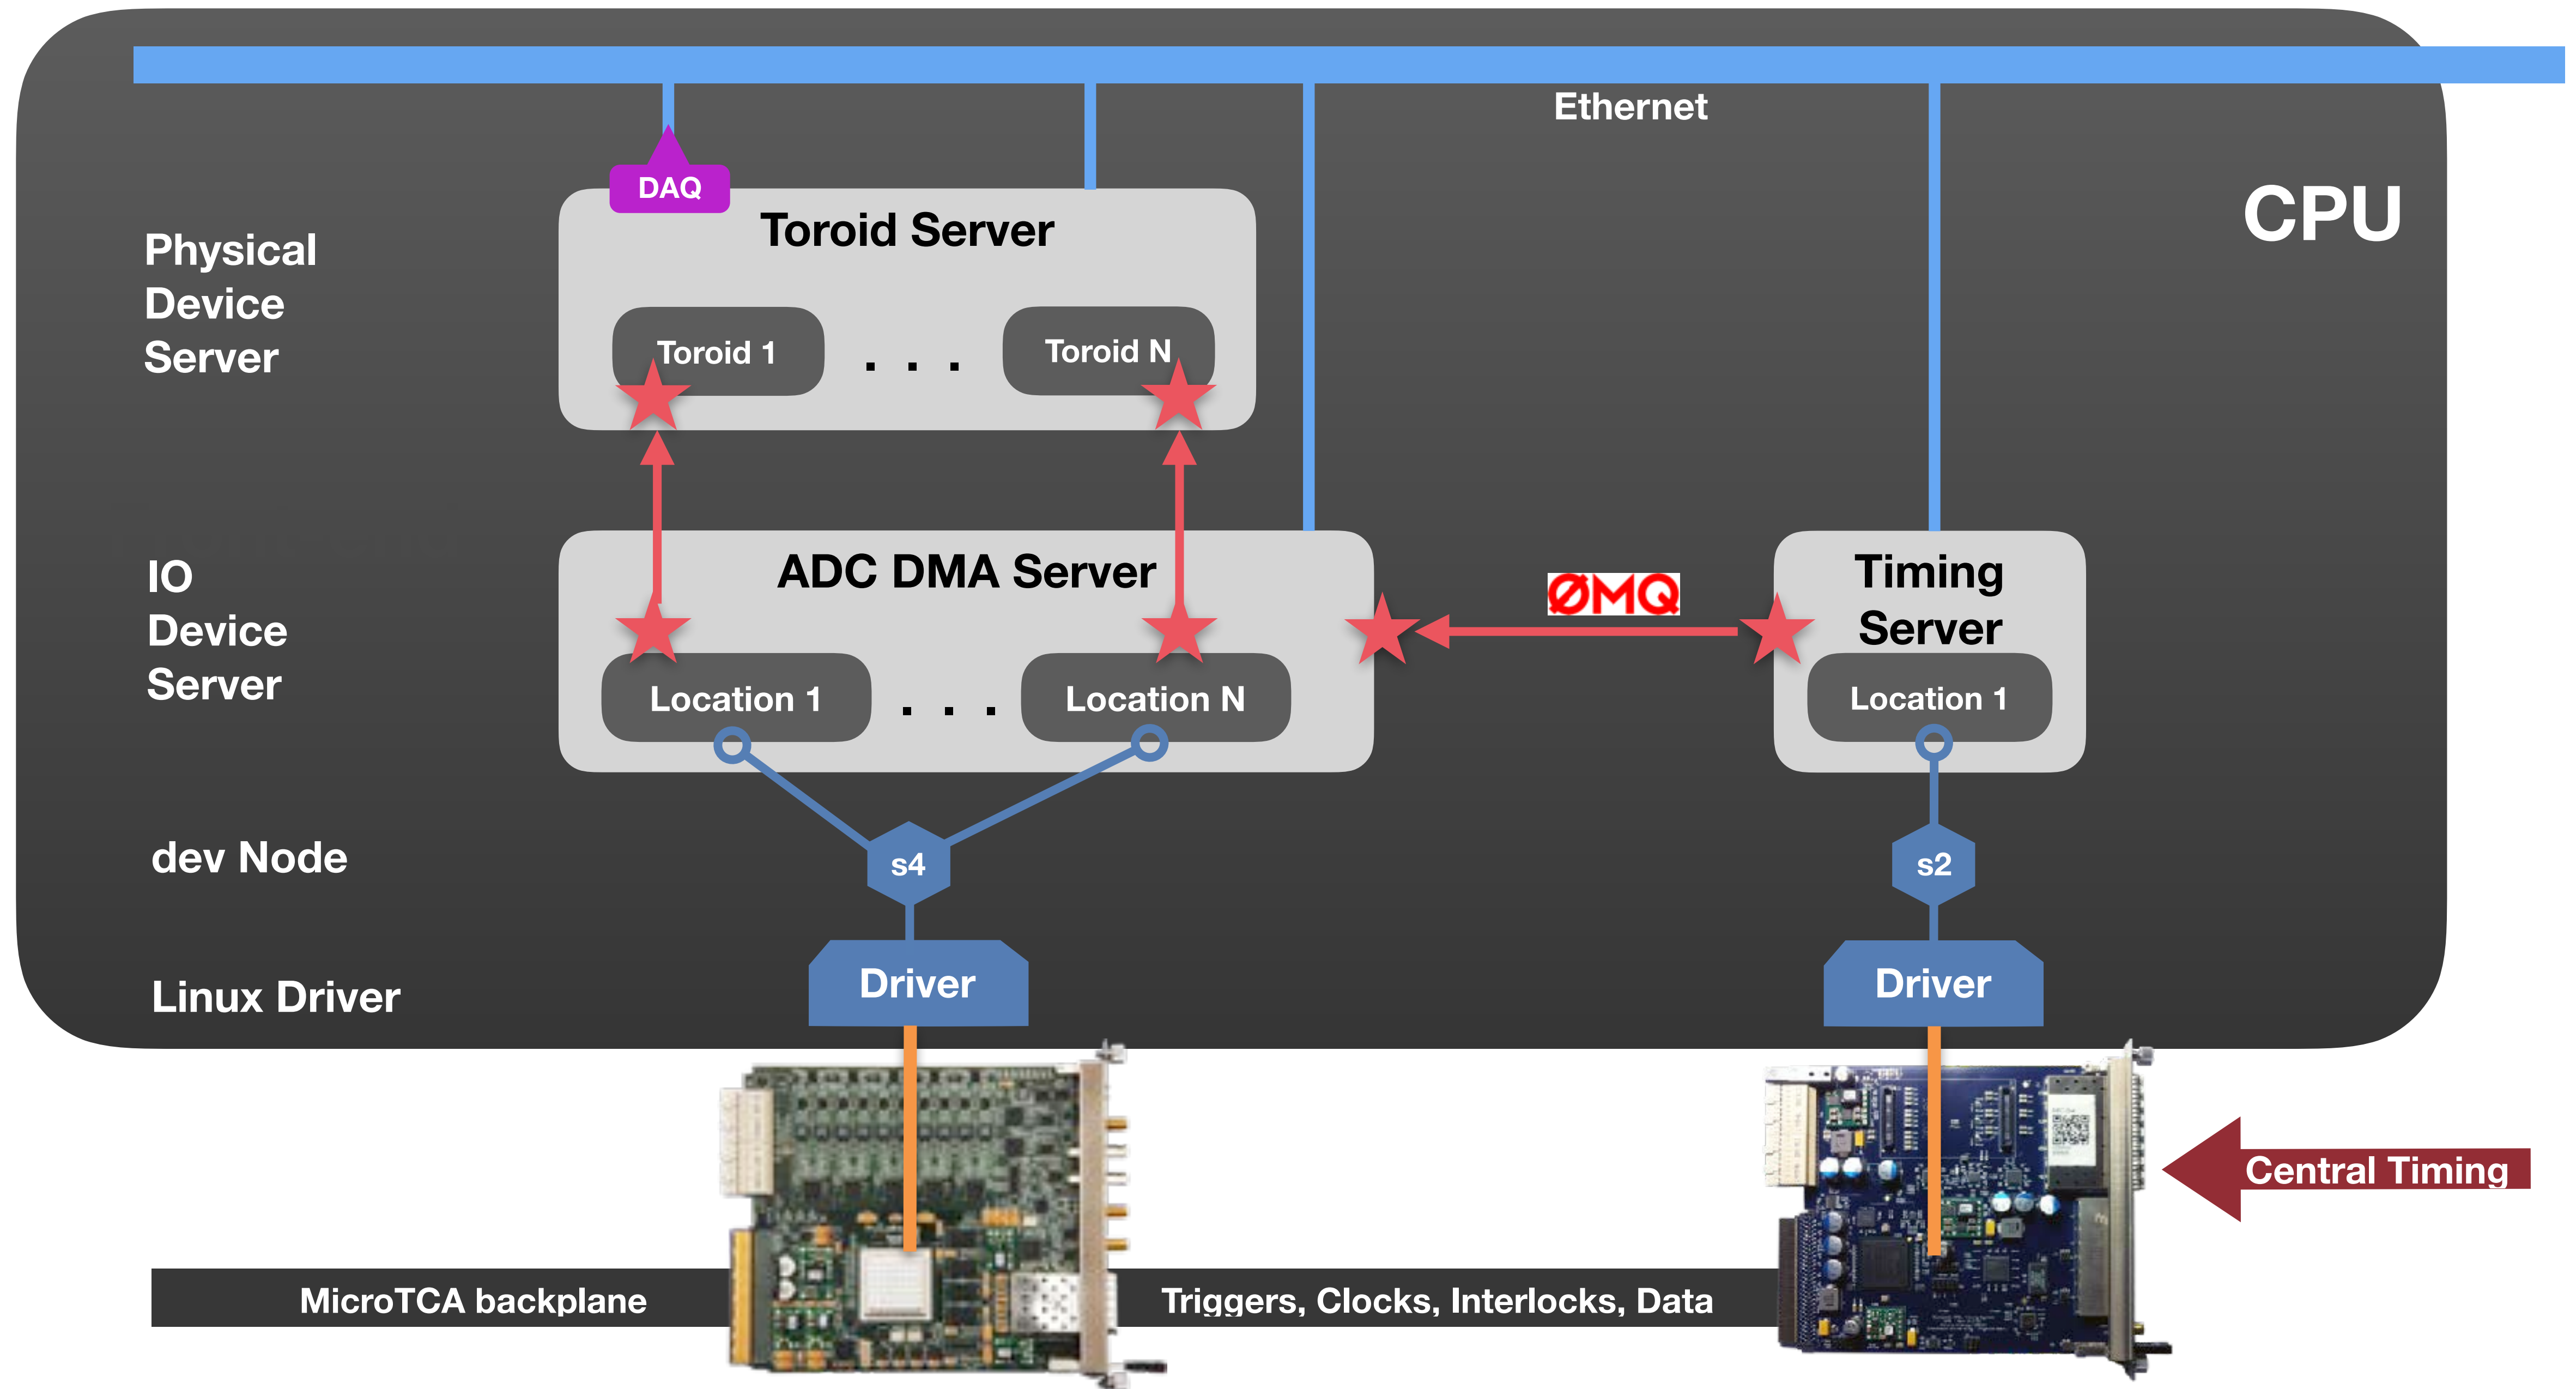 Ethernet
DAQ
CPU
Toroid Server
Physical
Device
Server
Toroid 1
. . .
Toroid N
ADC DMA Server
ØMQ
Timing
Server
IO
Device
Server
Location 1
. . .
Location N
Location 1
dev Node
s4
s2
Linux Driver
Driver
Driver
Central Timing
MicroTCA backplane
Triggers, Clocks, Interlocks, Data